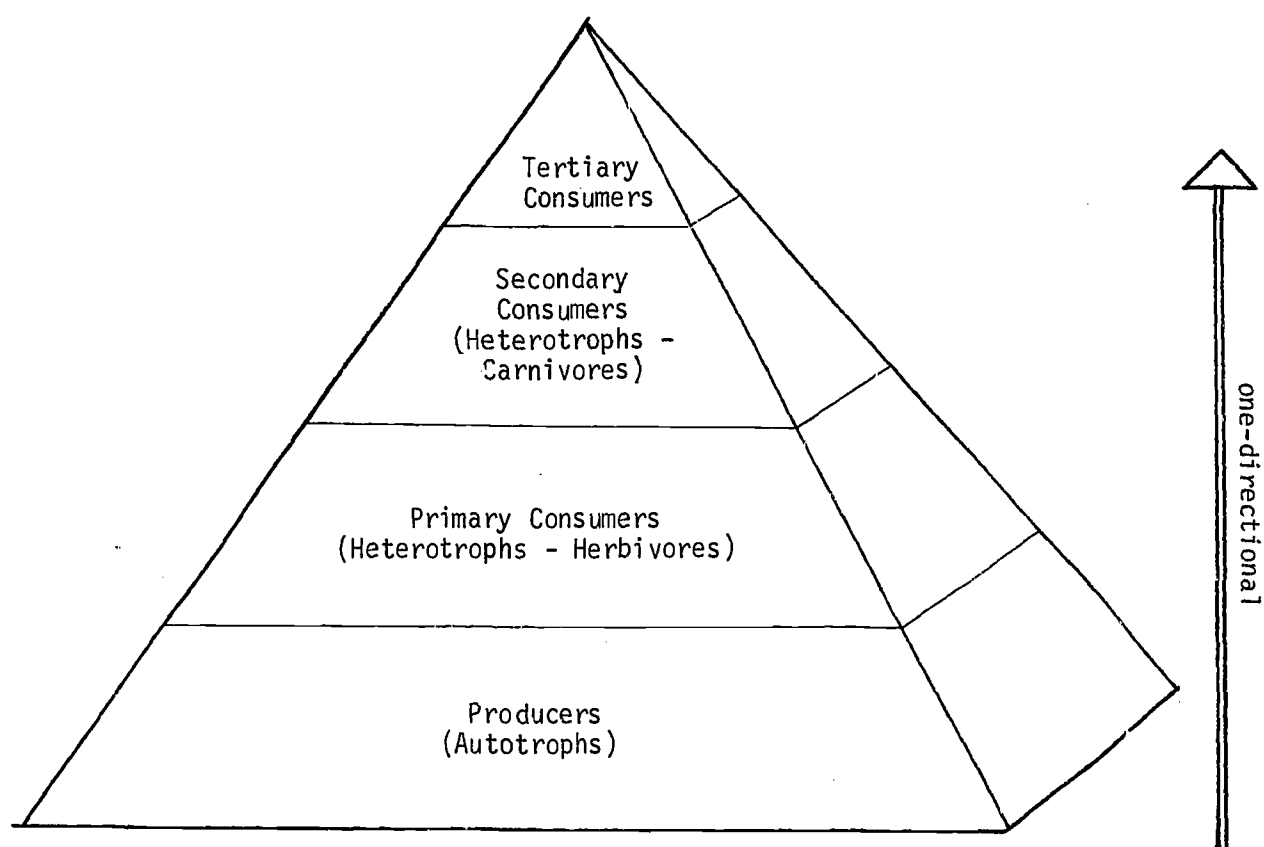 Tertiary
Consumers
Secondary
Consumers
(Heterotrophs -
Carnivores)
Primary Consumers
(Heterotrophs - Herbivores)
Producers
(Autotrophs)
one-directional